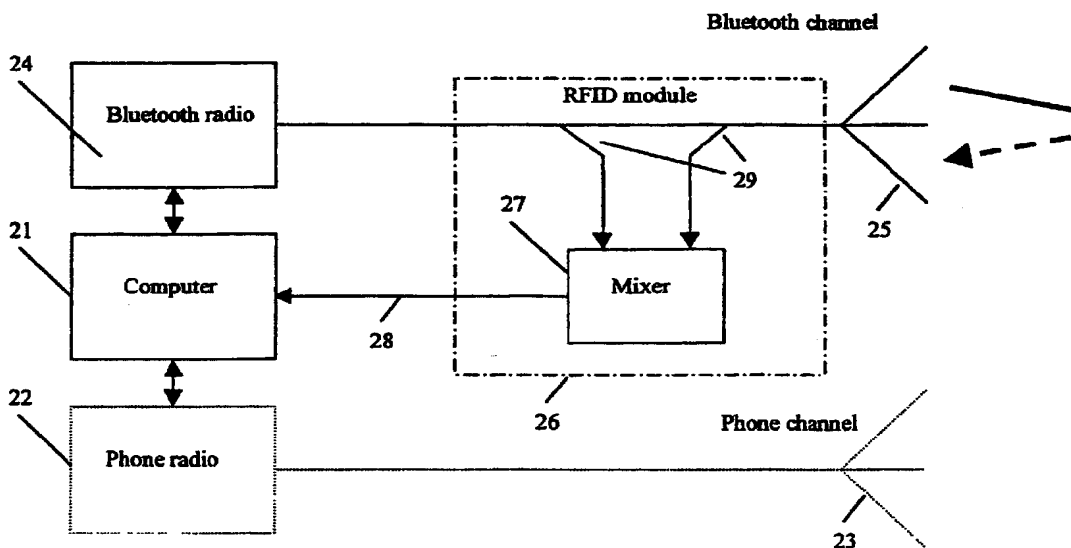 Bluetooth channel
24
RFID module
Bluetooth radio
29
27
25
21
Computer
Mixer
28
22
26
Phone channel
Phone radio
23